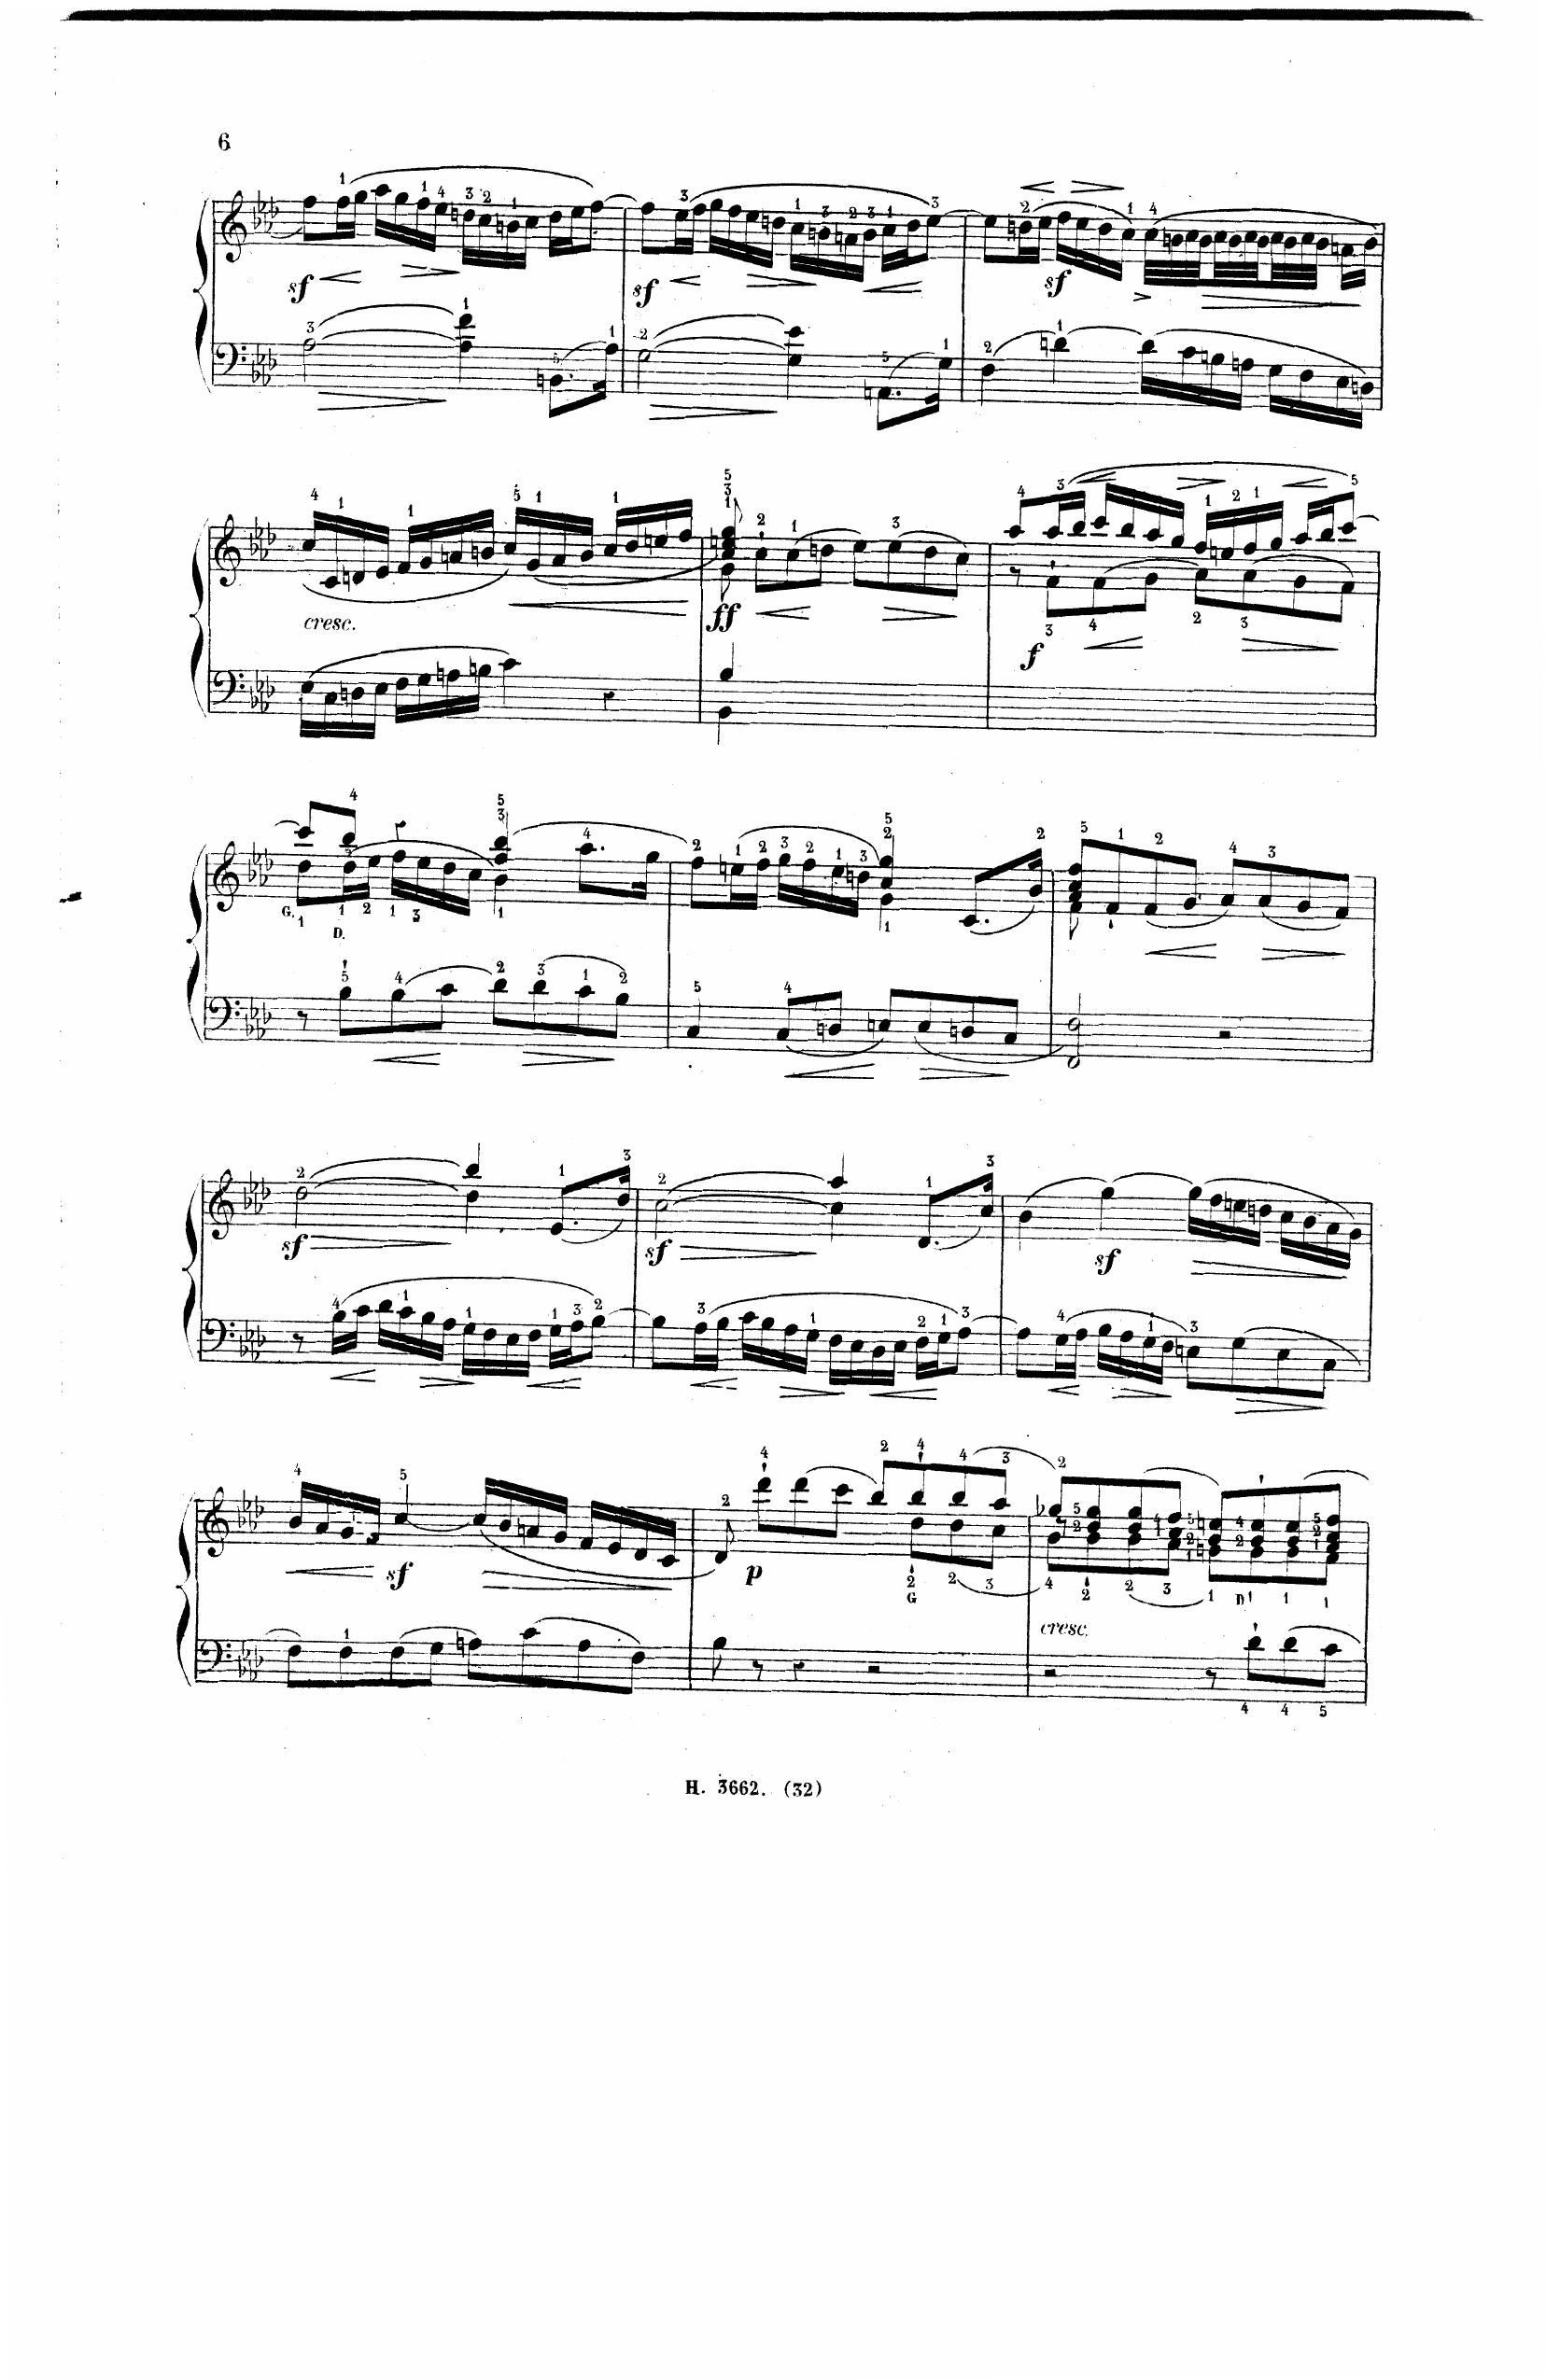 6
sf
sf
sf
cresc.
ff
f
G.
D.
sf
sf
sf
sf
p
G
D
cresc.
H. 3662. (32)